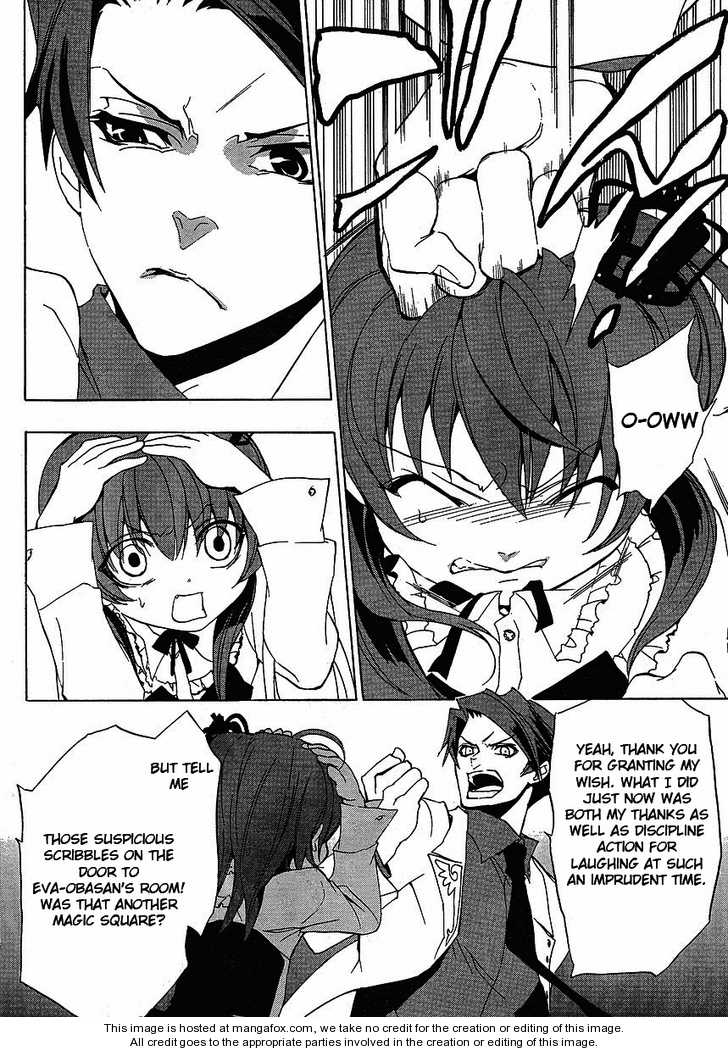 O-OWW
YEAH, THANK YOU
FOR GRANTING MY
WISH. WHAT I DID
JUST NOW WAS
BOTH MY THANKS AS
WELL AS DISCIPLINE
ACTION FOR
LAUGHING AT SUCH
AN IMPRUDENT TIME.
BUT TELL
ME
THOSE SUSPICIOUS
SCRIBBLES ON THE
DOOR TO
EVA-OBASAN'S ROOM!
WAS THAT ANOTHER
MAGIC SQUARE?
This image is hosted at mangafox.com, we take no credit for the creation or editing of this image.
All credit goes to the appropriate parties involved in the creation or editing of this image.